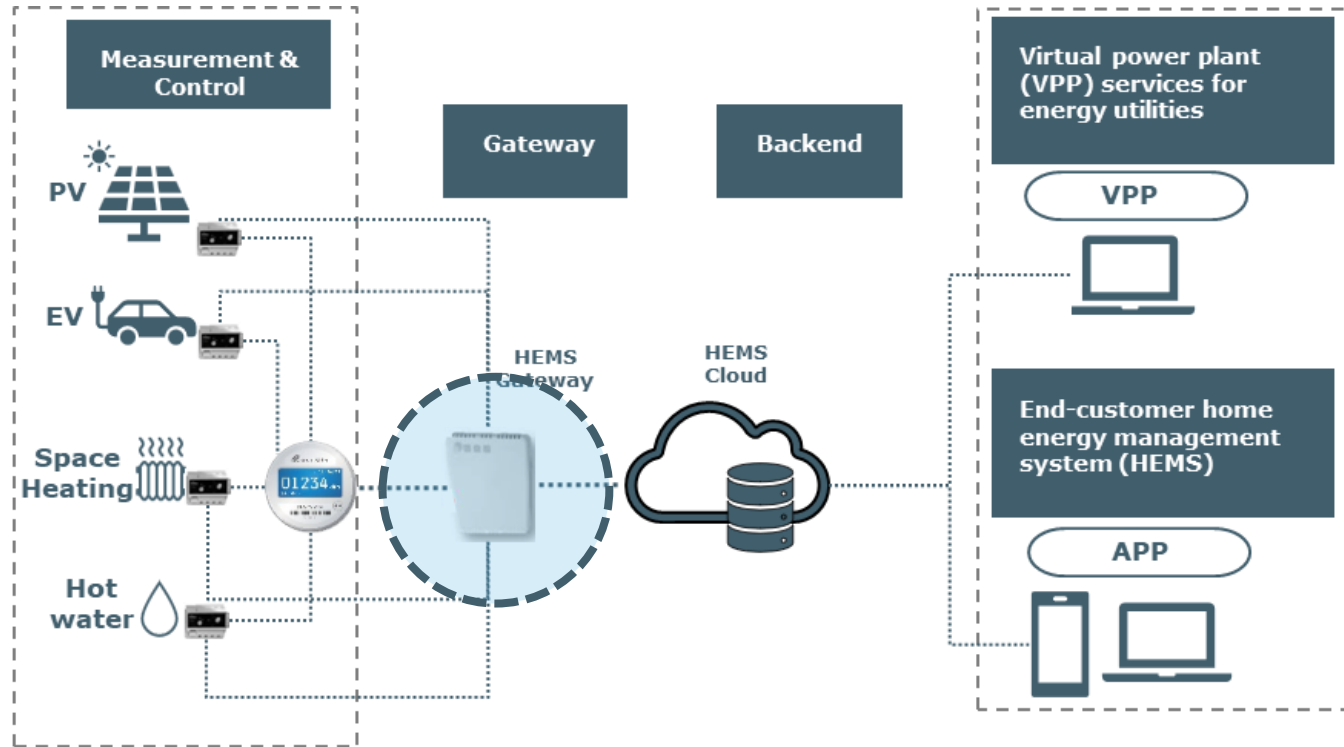 Measurement &
Control
Gateway
Backend
Virtual power plant
(VPP) services for
energy utilities
VPP
PV
EV
HEMS
Gateway
HEMS
Cloud
Space
Heating
01234
Hot
water
End-customer home
energy management
system (HEMS)
APP